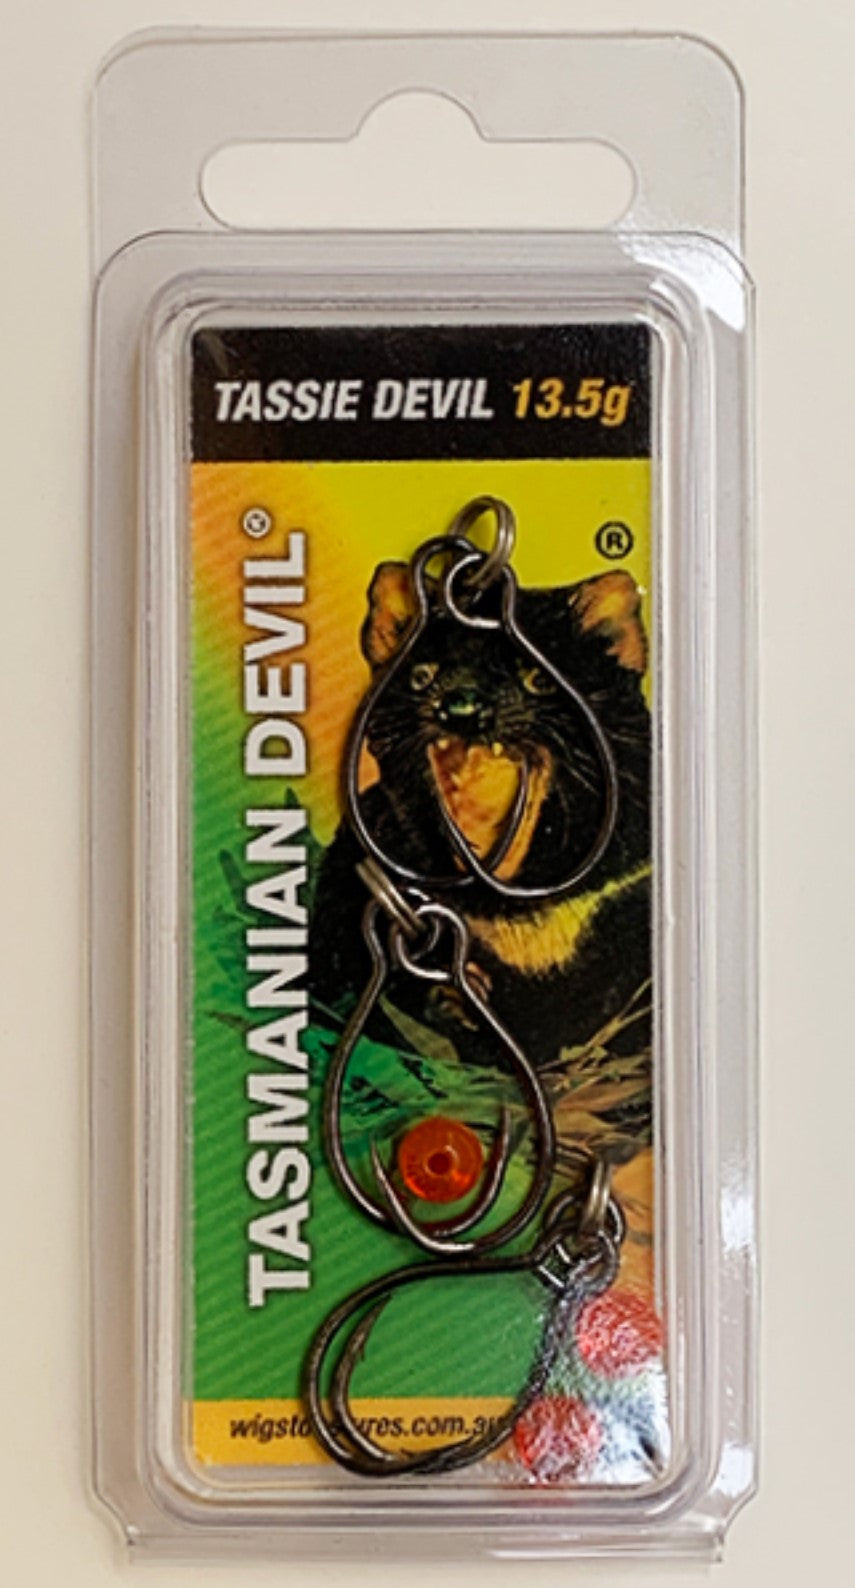 TASSIE DEVIL 13.5g
®
TASMANIAN DEVIL®